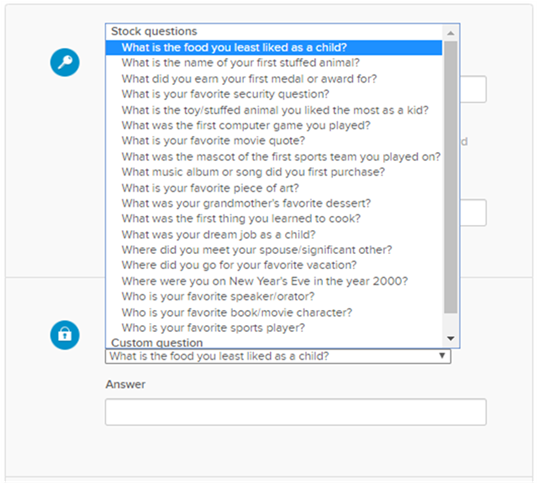 Stock questions
What is the food you least liked as a child?
What is the name of your first stuffed animal?
What did you earn your first medal or award for?
What is your favorite security question?
What is the toy/stuffed animal you liked the most as a kid?
What was the first computer game you played?
What is your favorite movie quote?
What was the mascot of the first sports team you played on?
What music album or song did you first purchase?
What is your favorite piece of art?
What was your grandmother's favorite dessert?
What was the first thing you learned to cook?
What was your dream job as a child?
Where did you meet your spouse/significant other?
Where did you go for your favorite vacation?
Where were you on New Year's Eve in the year 2000?
Who is your favorite speaker/orator?
Who is your favorite book/movie character?
Who is your favorite sports player?
Custom question
What is the food you least liked as a child?
Answer